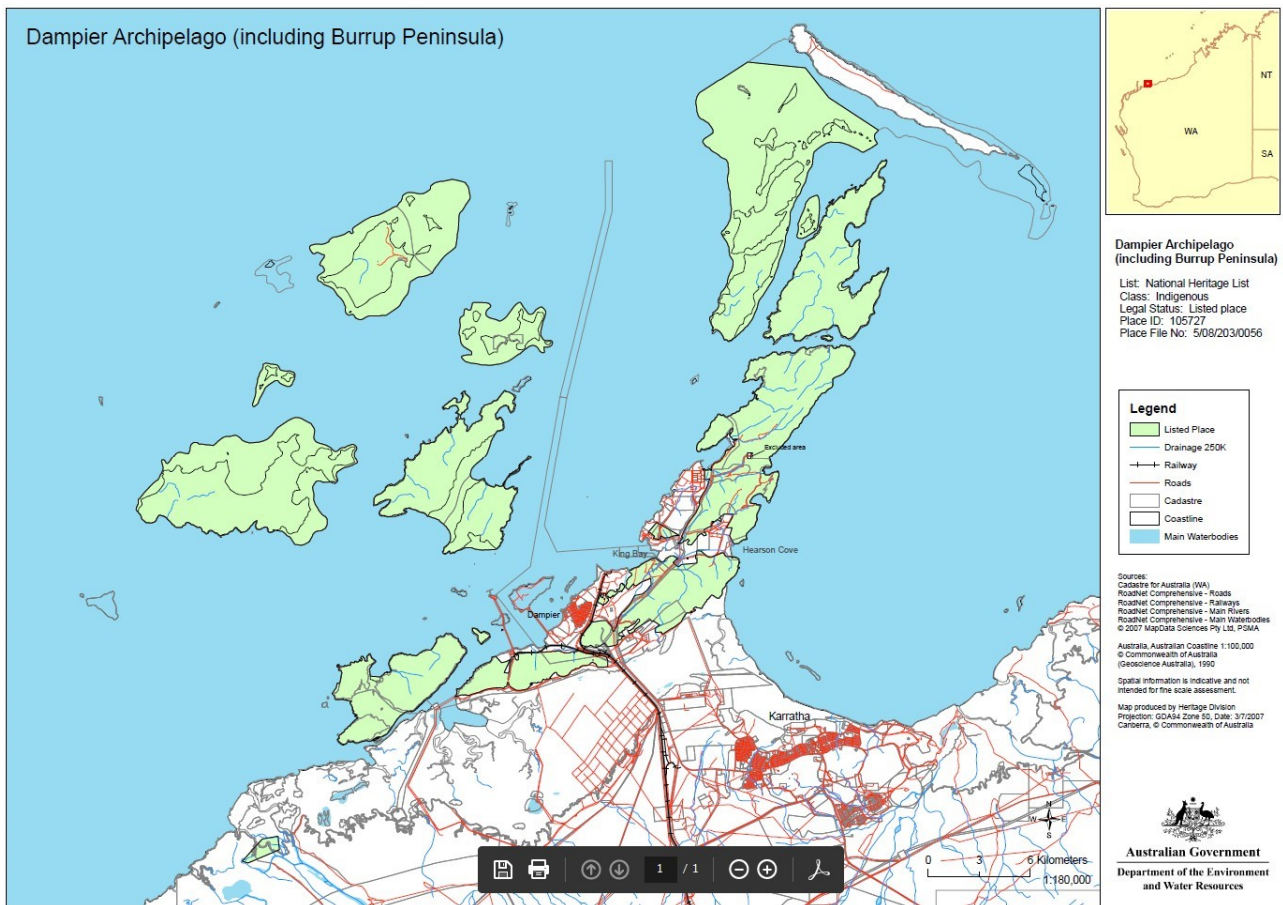 Dampier Archipelago (including Burrup Peninsula)
NT
WA
SA
Dampier Archipelago
(including Burrup Peninsula)
List: National Heritage List
Class: Indigenous
Legal Status: Listed place
Place ID: 105727
Place File No: 5/08/203/0056
Legend
Listed Place
Drainage 250K
Railway
Roads
Cadastre
Coastline
Main Waterbodies
Excluded area
King Bay
Hearson Cove
Dampier
Karratha
Sources:
Cadastre for Australia (WA)
RoadNet Comprehensive - Roads
RoadNet Comprehensive - Railways
RoadNet Comprehensive - Main Rivers
RoadNet Comprehensive - Main Waterbodies
© 2007 MapData Sciences Pty Ltd, PSMA
Australia, Australian Coastline 1:100,000
© Commonwealth of Australia
(Geoscience Australia), 1990
Spatial information is indicative and not
intended for fine scale assessment.
Map produced by Heritage Division
Projection: GDA94 Zone 50, Date: 3/7/2007
Canberra, © Commonwealth of Australia
N
W E
S
0 3 6 Kilometers
1:180,000
1 / 1
Australian Government
Department of the Environment
and Water Resources